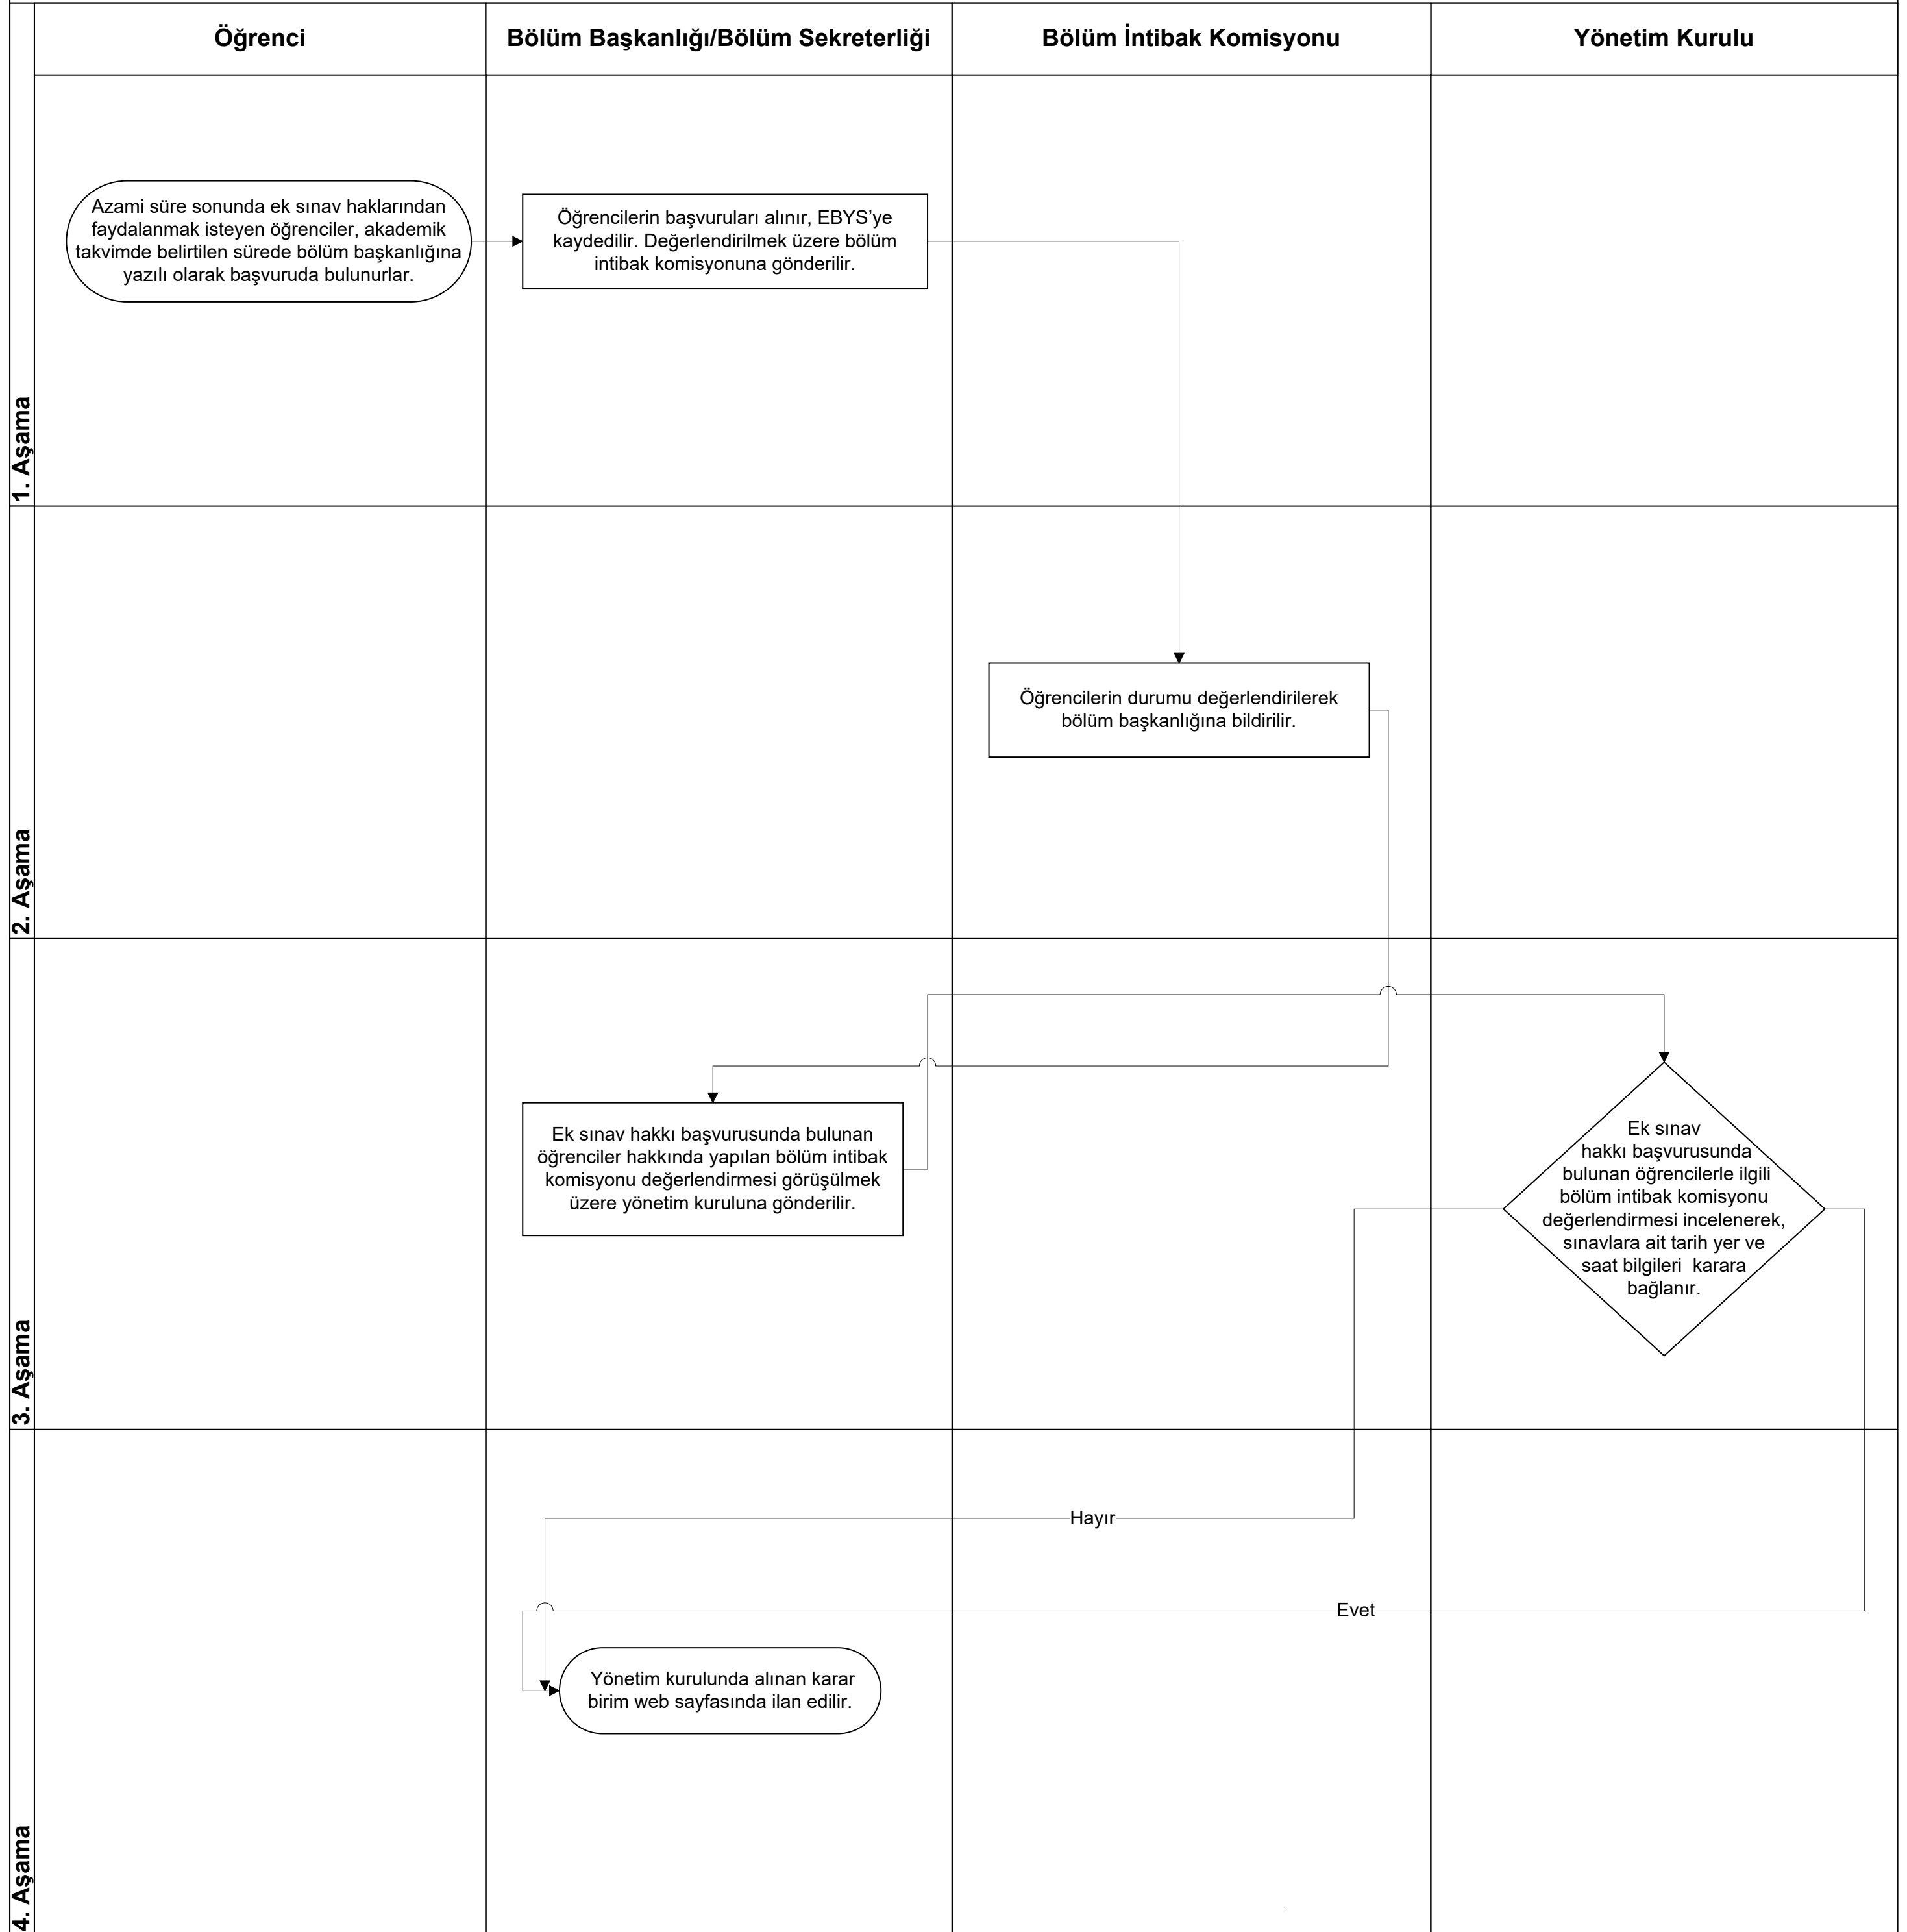 Öğrenci
Bölüm Başkanlığı/Bölüm Sekreterliği
Bölüm İntibak Komisyonu
Yönetim Kurulu
1. Aşama
Azami süre sonunda ek sınav haklarından
faydalanmak isteyen öğrenciler, akademik
takvimde belirtilen sürede bölüm başkanlığına
yazılı olarak başvuruda bulunurlar.
Öğrencilerin başvuruları alınır, EBYS’ye
kaydedilir. Değerlendirilmek üzere bölüm
intibak komisyonuna gönderilir.
2. Aşama
Öğrencilerin durumu değerlendirilerek
bölüm başkanlığına bildirilir.
3. Aşama
Ek sınav hakkı başvurusunda bulunan
öğrenciler hakkında yapılan bölüm intibak
komisyonu değerlendirmesi görüşülmek
üzere yönetim kuruluna gönderilir.
Ek sınav
hakkı başvurusunda
bulunan öğrencilerle ilgili
bölüm intibak komisyonu
değerlendirmesi incelenerek,
sınavlara ait tarih yer ve
saat bilgileri  karara
bağlanır.
4. Aşama
Hayır
Evet
Yönetim kurulunda alınan karar
birim web sayfasında ilan edilir.